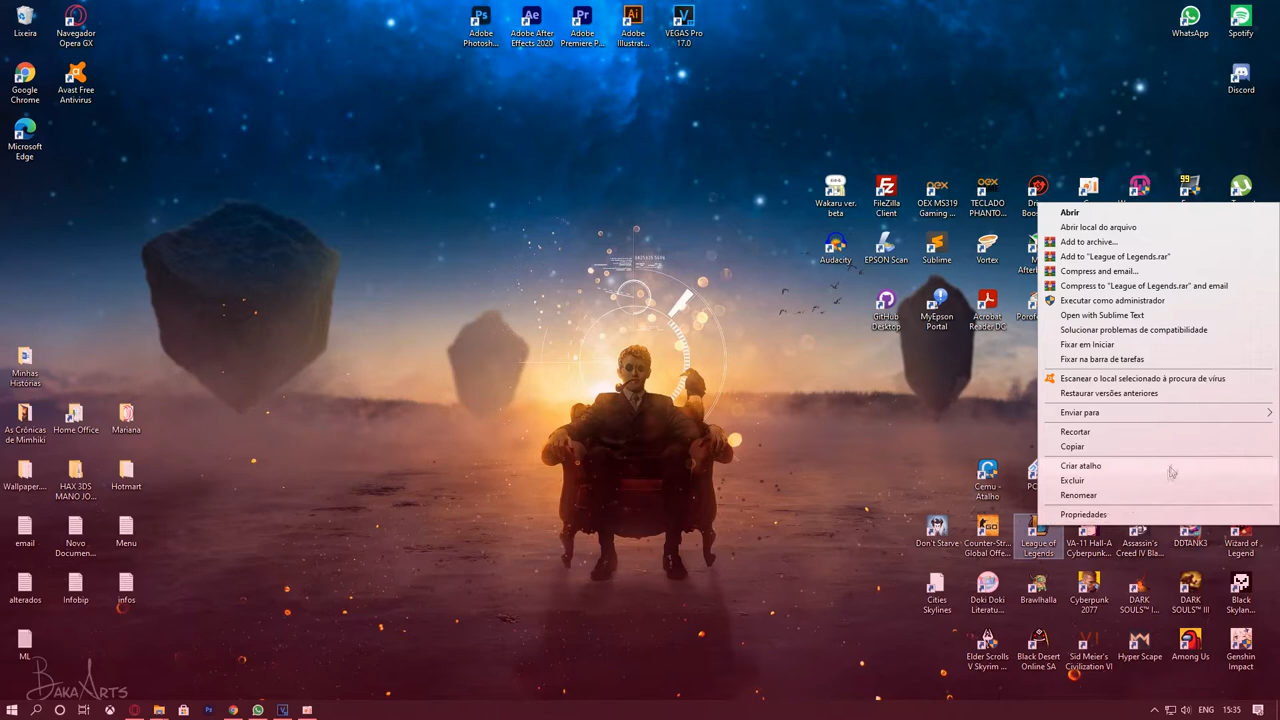 Lixeira
Navegador
Opera GX
Adobe
Photosh...
Adobe After
Effects 2020
Adobe
Premiere P...
Adobe
Illustrat...
VEGAS Pro
17.0
WhatsApp
Spotify
Google
Chrome
Avast Free
Antivirus
Discord
Microsoft
Edge
Wakaru ver.
beta
FileZilla
Client
OEX MS319
Gaming ...
TECLADO
PHANTO...
Audacity
EPSON Scan
Sublime
Vortex
GitHub
Desktop
MyEpson
Portal
Acrobat
Reader DC
Abrir
Abrir local do arquivo
Add to archive...
Add to "League of Legends.rar"
Compress and email...
Compress to "League of Legends.rar" and email
Executar como administrador
Open with Sublime Text
Solucionar problemas de compatibilidade
Fixar em Iniciar
Fixar na barra de tarefas
Escanear o local selecionado à procura de vírus
Restaurar versões anteriores
Enviar para
Recortar
Copiar
Criar atalho
Excluir
Renomear
Propriedades
Minhas
Histórias
As Crônicas
de Mimhiki
Home Office
Mariana
Wallpaper....
HAX 3DS
MANO JO...
Hotmart
Cemu -
Atalho
email
Novo
Documen...
Menu
Don't Starve
Counter-Str...
Global Offe...
League of
Legends
VA-11 Hall-A
Cyberpunk...
Assassin's
Creed IV Bla...
DDTANK3
Wizard of
Legend
alterados
Infobip
infos
Cities
Skylines
Doki Doki
Literatu...
Brawlhalla
Cyberpunk
2077
DARK
SOULS™ I...
DARK
SOULS™ III
Black
Skylan...
ML
Elder Scrolls
V Skyrim ...
Black Desert
Online SA
Sid Meier's
Civilization VI
Hyper Scape
Among Us
Genshin
Impact
BakaArts
ENG
15:35